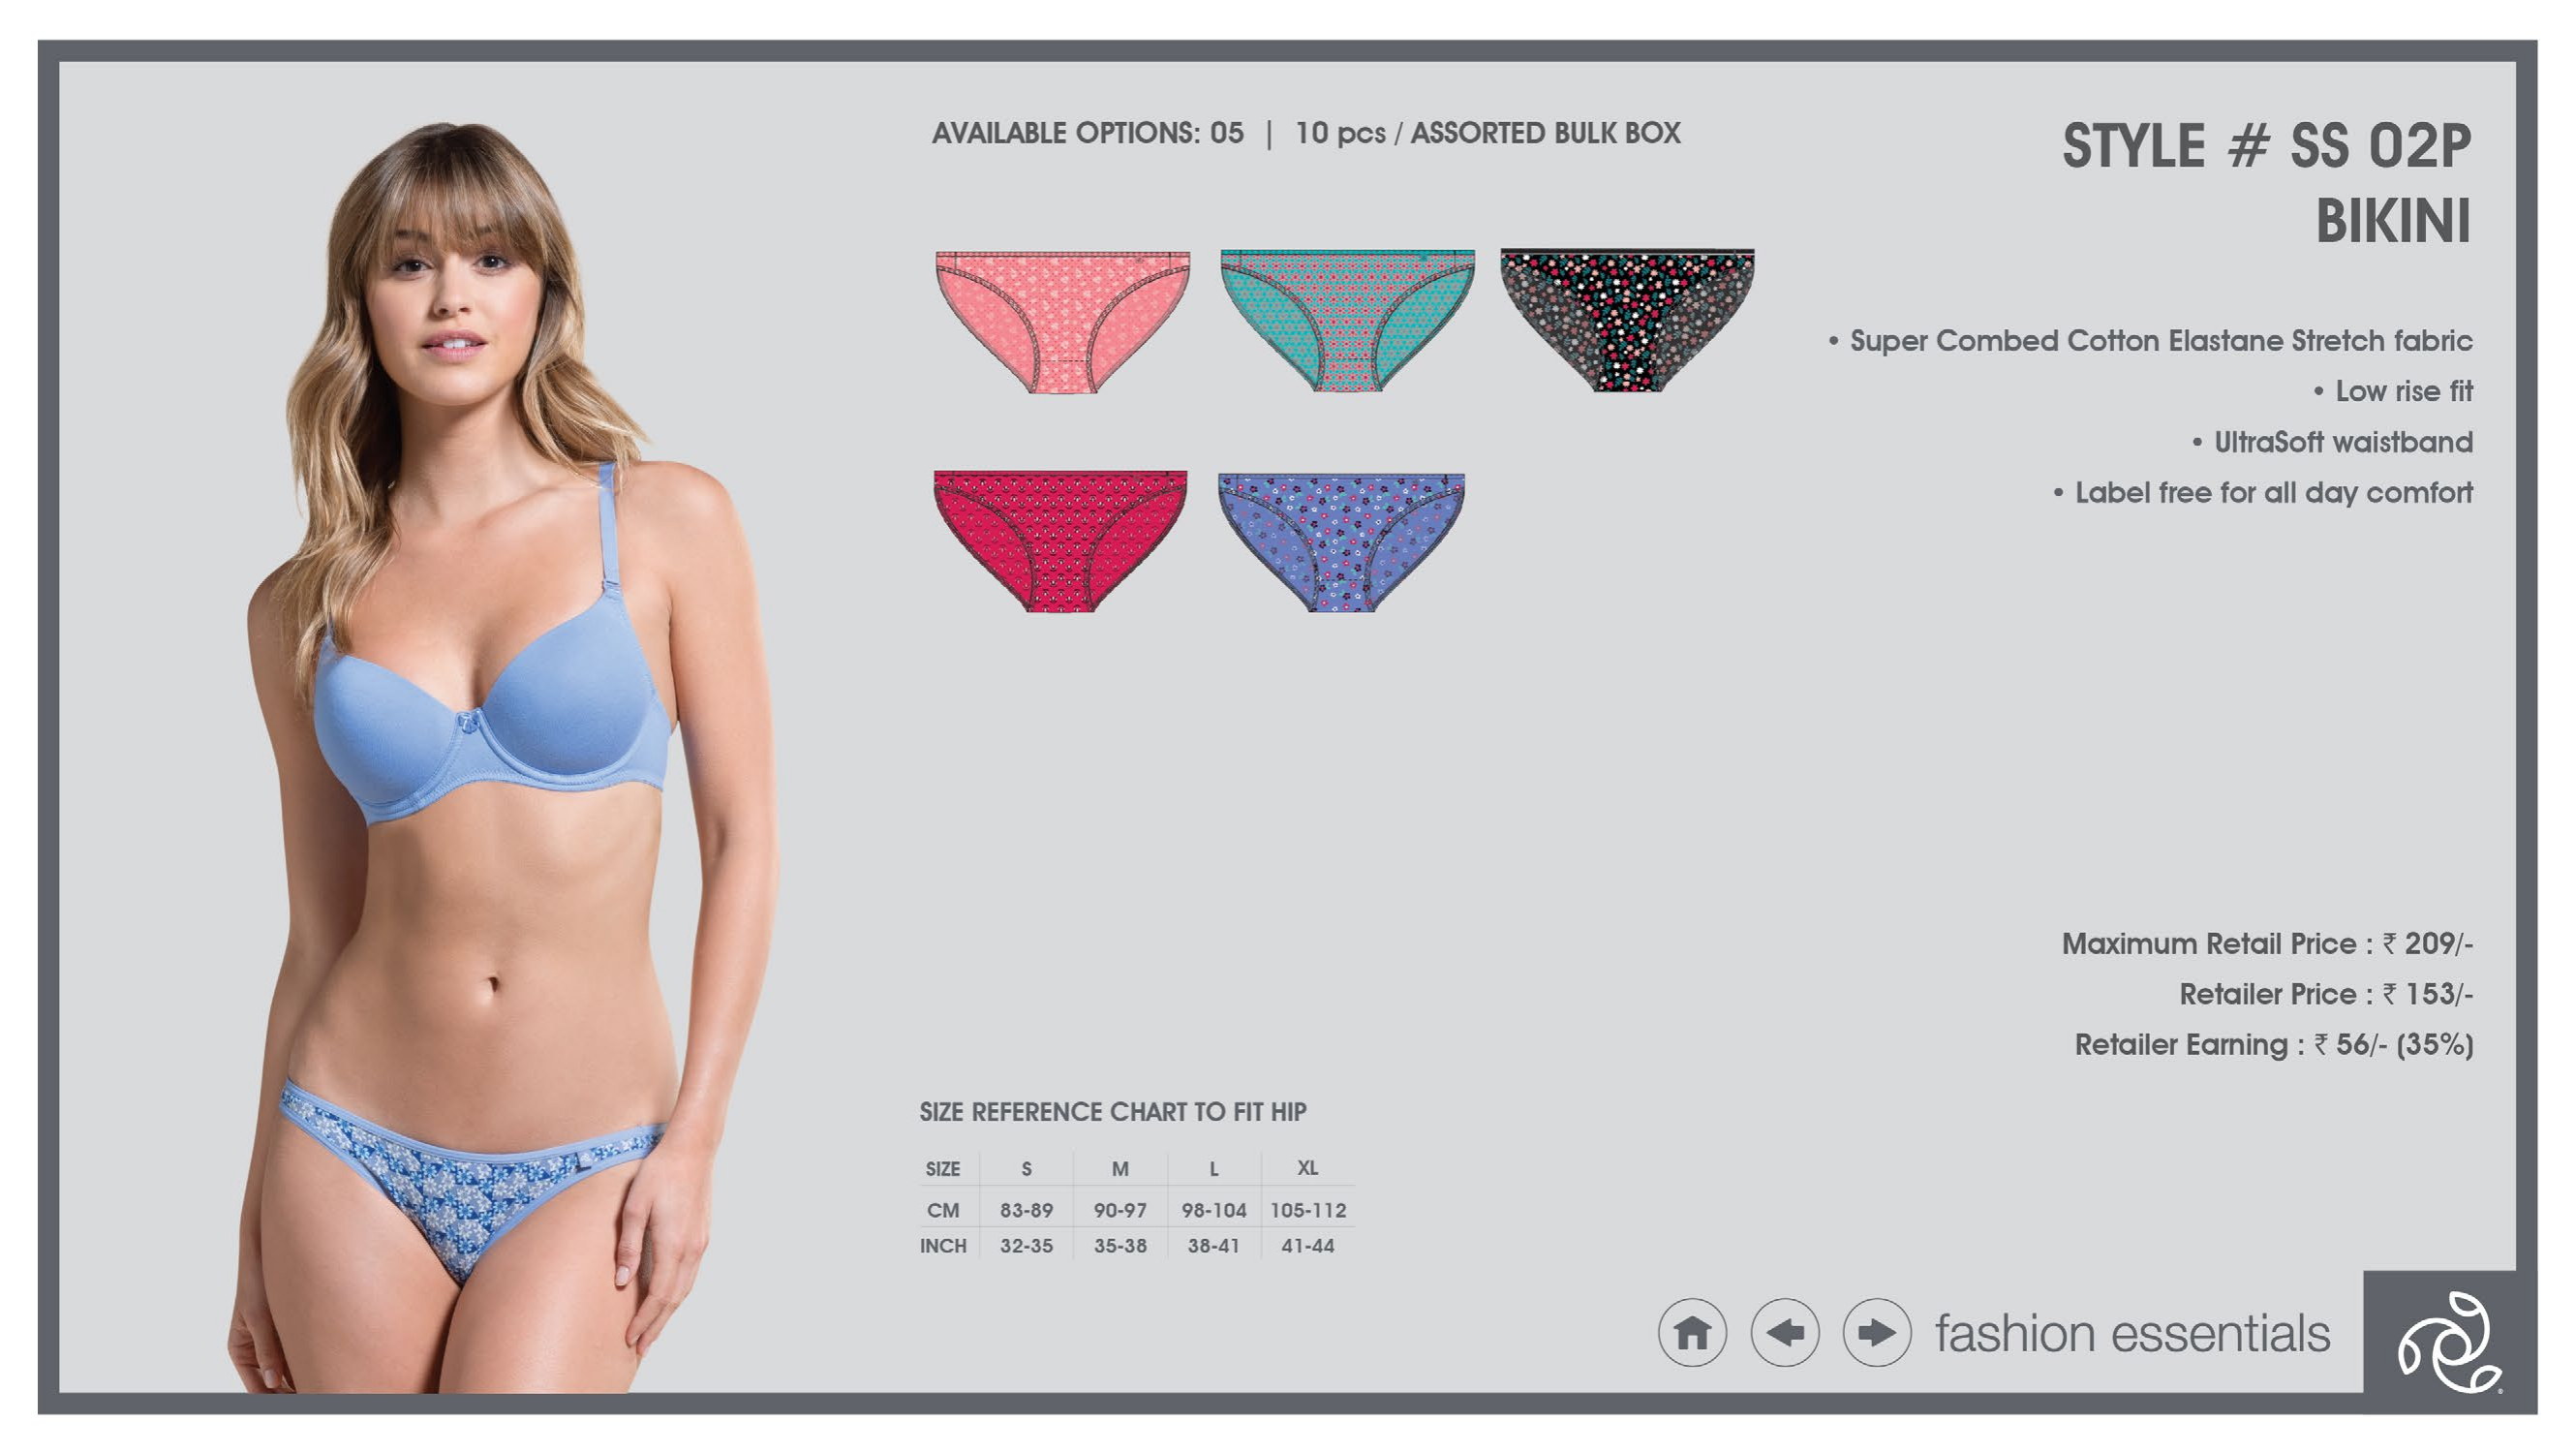 AVAILABLE OPTIONS: 05 | 10 pcs / ASSORTED BULK BOX
STYLE # SS 02P
BIKINI
• Super Combed Cotton Elastane Stretch fabric
• Low rise fit
• UltraSoft waistband
• Label free for all day comfort
Maximum Retail Price : ₹ 209/-
Retailer Price : ₹ 153/-
Retailer Earning : ₹ 56/- (35%)
SIZE REFERENCE CHART TO FIT HIP
SIZE S M L XL
CM 83-89 90-97 98-104 105-112
INCH 32-35 35-38 38-41 41-44
fashion essentials